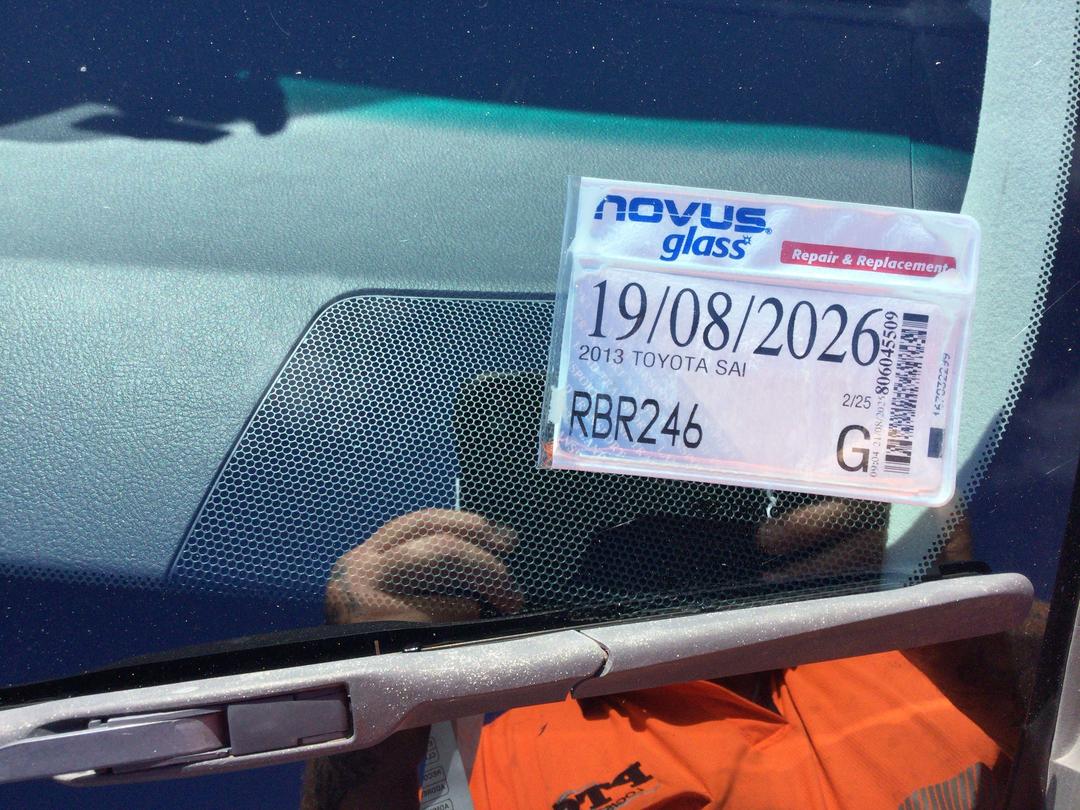 novus®
glass
Repair & Replacement
19/08/2026
2013 TOYOTA SAI
2/25
RBR246
G
806045509